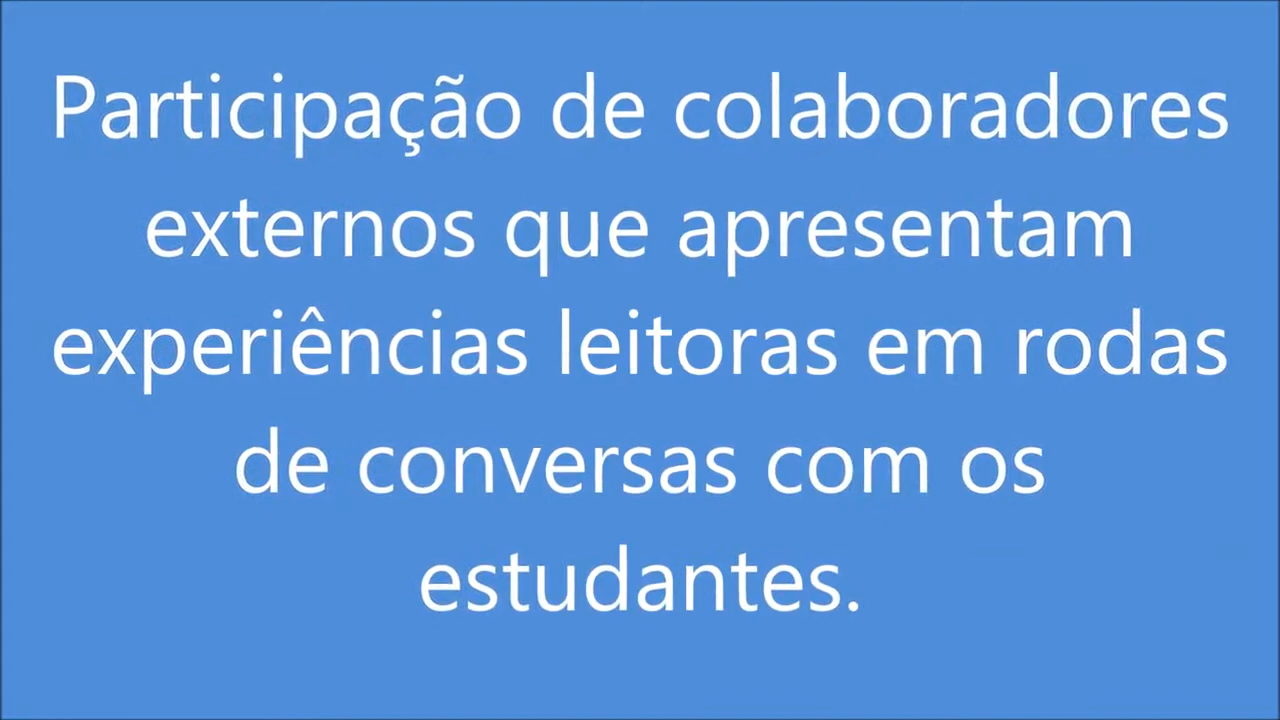 Participação de colaboradores
externos que apresentam
experiências leitoras em rodas
de conversas com os
estudantes.